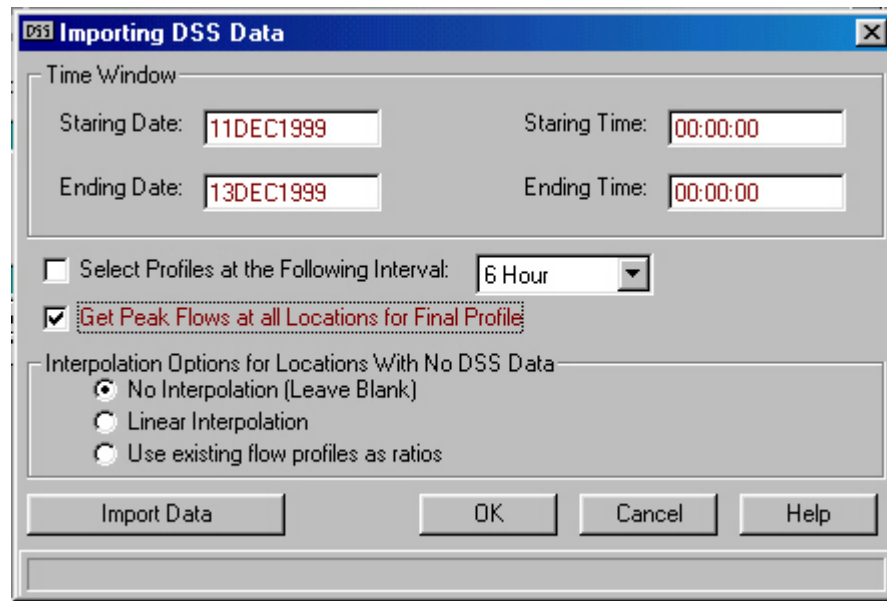 DSS Importing DSS Data
Time Window
Staring Date: 11DEC1999 Staring Time: 00:00:00
Ending Date: 13DEC1999 Ending Time: 00:00:00
Select Profiles at the Following Interval: 6 Hour
Get Peak Flows at all Locations for Final Profile
Interpolation Options for Locations With No DSS Data
No Interpolation (Leave Blank)
Linear Interpolation
Use existing flow profiles as ratios
Import Data OK Cancel Help